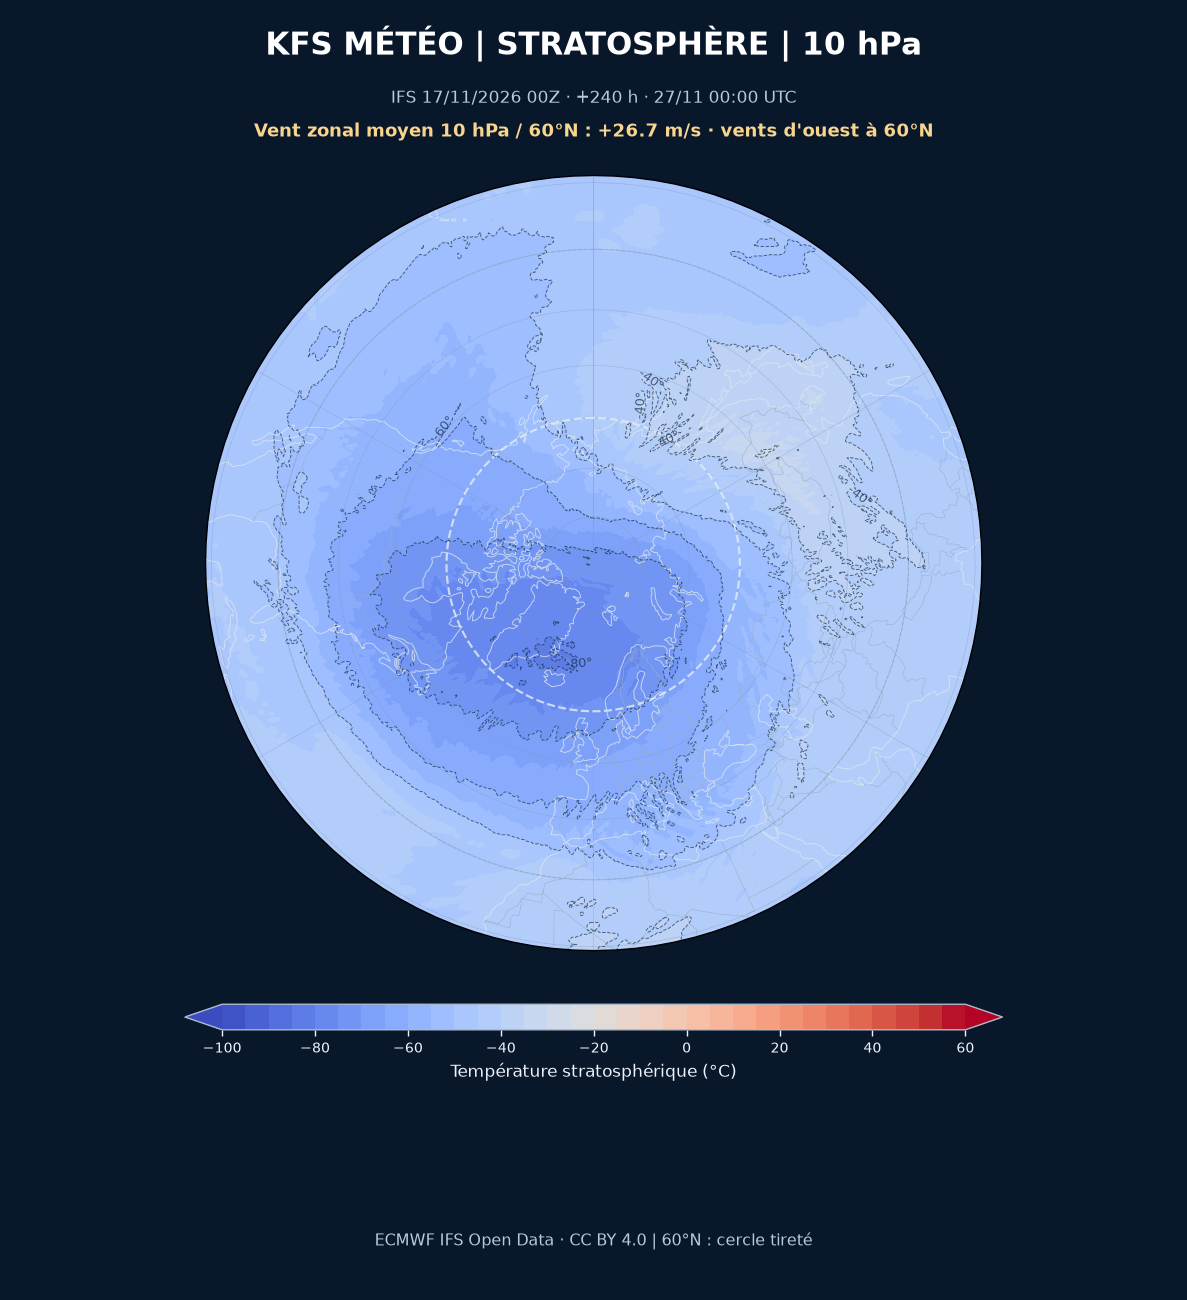 KFS MÉTÉO | STRATOSPHÈRE | 10 hPa
IFS 17/11/2026 00Z · +240 h · 27/11 00:00 UTC
Vent zonal moyen 10 hPa / 60°N : +26.7 m/s · vents d'ouest à 60°N
40°
40°
40°
-60°
40°
-80°
−100 −80 −60 −40 −20 0 20 40 60
Température stratosphérique (°C)
ECMWF IFS Open Data · CC BY 4.0 | 60°N : cercle tireté